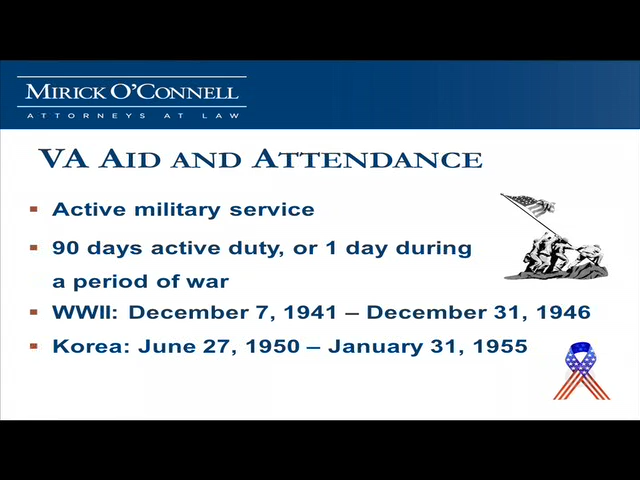 MIRICK O'CONNELL
ATTORNEYS AT LAW
VA AID AND ATTENDANCE
▪ Active military service
▪ 90 days active duty, or 1 day during
a period of war
▪ WWII: December 7, 1941 – December 31, 1946
▪ Korea: June 27, 1950 – January 31, 1955